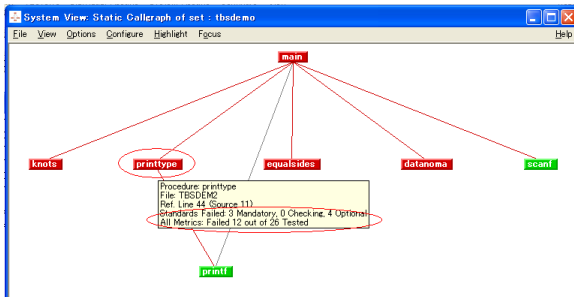 System View: Static Callgraph of set : tbsdemo
File View Options Configure Highlight Focus Help
main
knots printtype equalsides datanoma scanf
Procedure: printtype
File: TBSDEM2
Ref. Line 44 (Source 11)
Standards Failed: 3 Mandatory, 0 Checking, 4 Optional
All Metrics: Failed 12 out of 26 Tested
printf